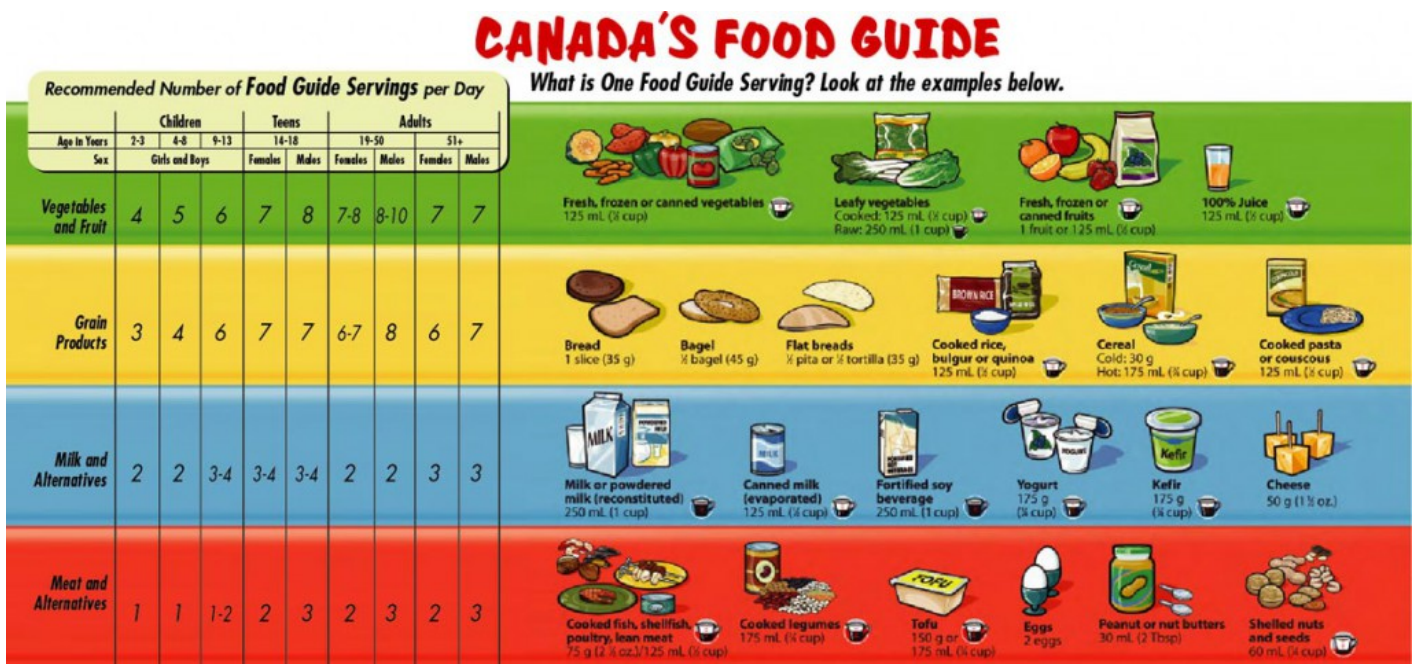 CANADA'S FOOD GUIDE
What is One Food Guide Serving? Look at the examples below.
Recommended Number of Food Guide Servings per Day
Children Teens Adults
Age in Years 2-3 4-8 9-13 14-18 19-50 51+
Sex Girls and Boys Females Males Females Males Females Males
Vegetables
and Fruit
4 5 6 7 8 7-8 8-10 7 7
Fresh, frozen or canned vegetables
125 mL (½ cup)
Leafy vegetables
Cooked: 125 mL (½ cup)
Raw: 250 mL (1 cup)
Fresh, frozen or
canned fruits
1 fruit or 125 mL (½ cup)
100% Juice
125 mL (½ cup)
Grain
Products
3 4 6 7 7 6-7 8 6 7
Bread
1 slice (35 g)
Bagel
½ bagel (45 g)
Flat breads
½ pita or ½ tortilla (35 g)
BROWN RICE
Cooked rice,
bulgur or quinoa
125 mL (½ cup)
Cereal
Cereal
Cold: 30 g
Hot: 175 mL (¾ cup)
Cooked pasta
or couscous
125 mL (½ cup)
Milk and
Alternatives
2 2 3-4 3-4 3-4 2 2 3 3
MILK
Milk or powdered
milk (reconstituted)
250 mL (1 cup)
MILK
Canned milk
(evaporated)
125 mL (½ cup)
Fortified soy
beverage
250 mL (1 cup)
YOGURT
Yogurt
175 g
(¾ cup)
Kefir
Kefir
175 g
(¾ cup)
Cheese
50 g (1 ½ oz.)
Meat and
Alternatives
1 1 1-2 2 3 2 3 2 3
Cooked fish, shellfish,
poultry, lean meat
75 g (2 ½ oz.)/125 mL (½ cup)
Cooked legumes
175 mL (¾ cup)
TOFU
Tofu
150 g or
175 mL (¾ cup)
Eggs
2 eggs
Peanut or nut butters
30 mL (2 Tbsp)
Shelled nuts
and seeds
60 mL (¼ cup)